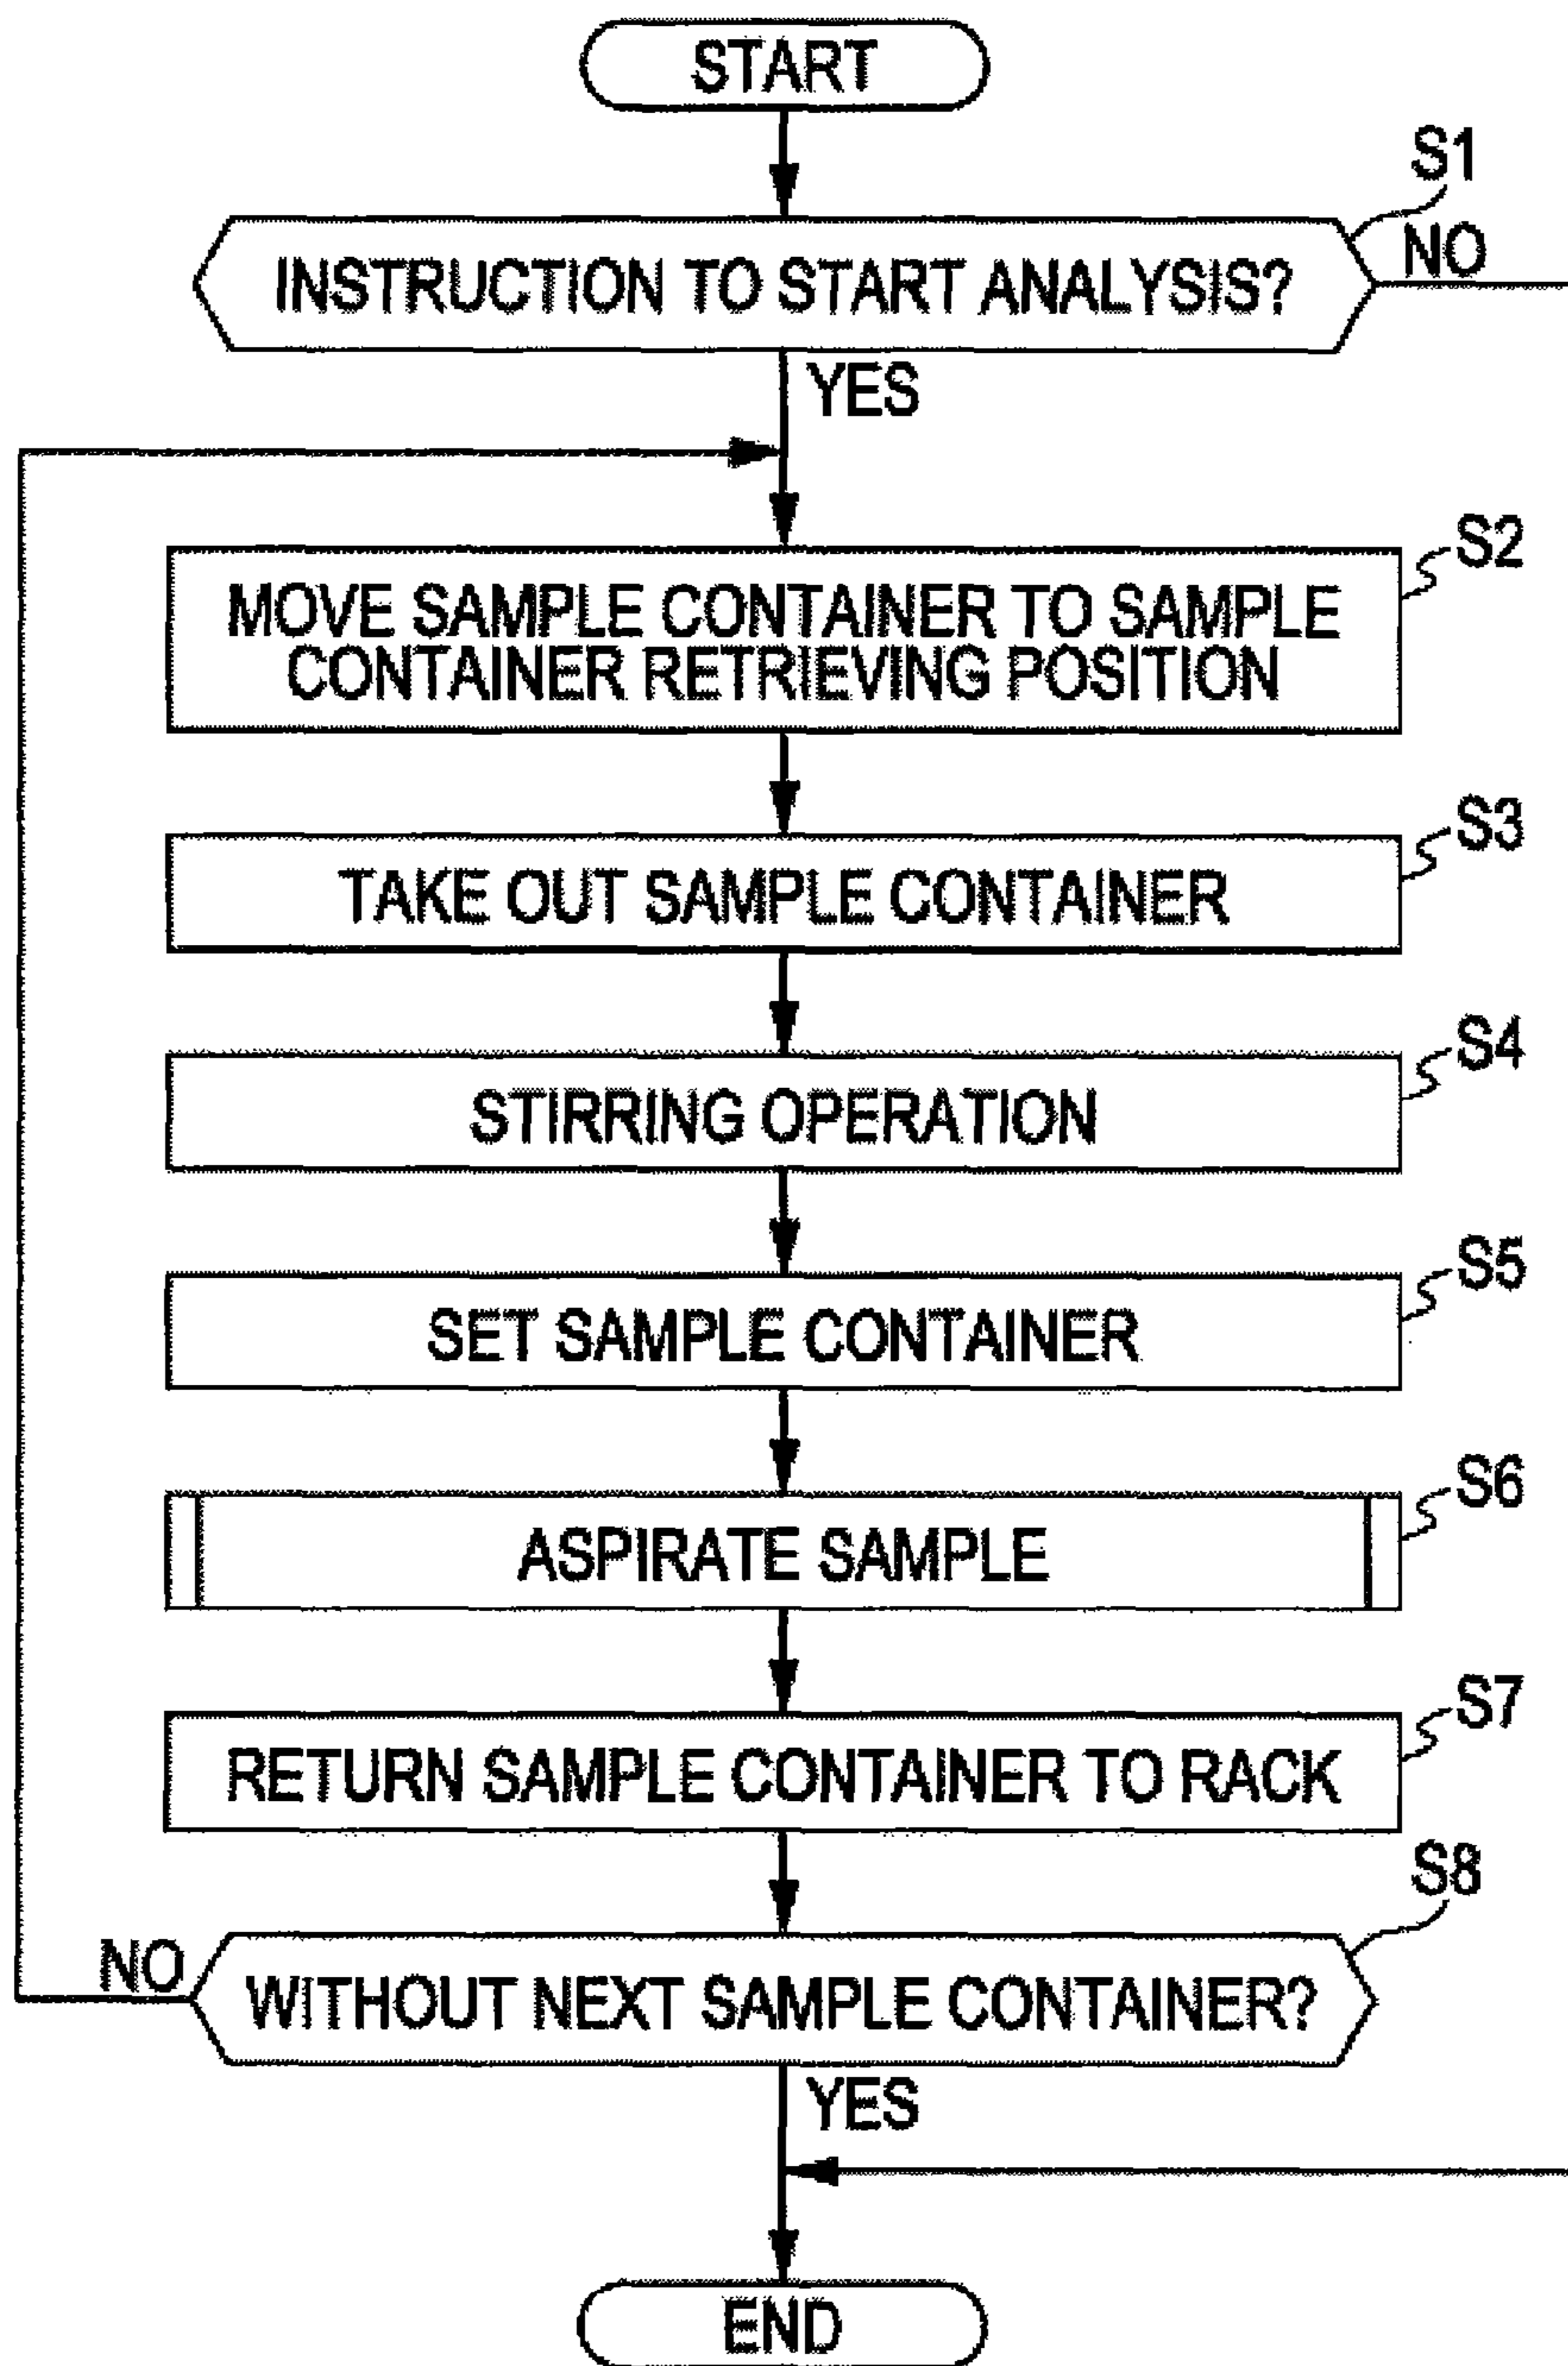 START
S1
INSTRUCTION TO START ANALYSIS?
NO
YES
S2
MOVE SAMPLE CONTAINER TO SAMPLE
CONTAINER RETRIEVING POSITION
S3
TAKE OUT SAMPLE CONTAINER
S4
STIRRING OPERATION
S5
SET SAMPLE CONTAINER
S6
ASPIRATE SAMPLE
S7
RETURN SAMPLE CONTAINER TO RACK
S8
NO
WITHOUT NEXT SAMPLE CONTAINER?
YES
END